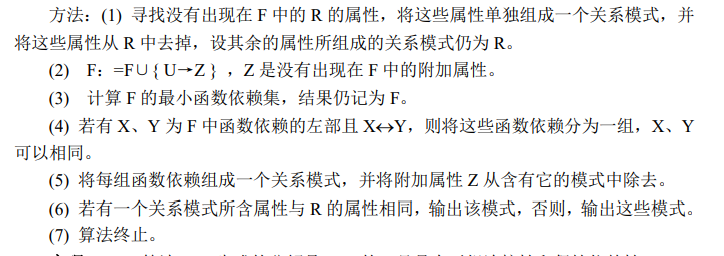 方法：(1) 寻找没有出现在 F 中的 R 的属性，将这些属性单独组成一个关系模式，并
将这些属性从 R 中去掉，设其余的属性所组成的关系模式仍为 R。
(2) F：=F∪{ U→Z } ，Z 是没有出现在 F 中的附加属性。
(3) 计算 F 的最小函数依赖集，结果仍记为 F。
(4) 若有 X、Y 为 F 中函数依赖的左部且 X↔Y，则将这些函数依赖分为一组，X、Y
可以相同。
(5) 将每组函数依赖组成一个关系模式，并将附加属性 Z 从含有它的模式中除去。
(6) 若有一个关系模式所含属性与 R 的属性相同，输出该模式，否则，输出这些模式。
(7) 算法终止。